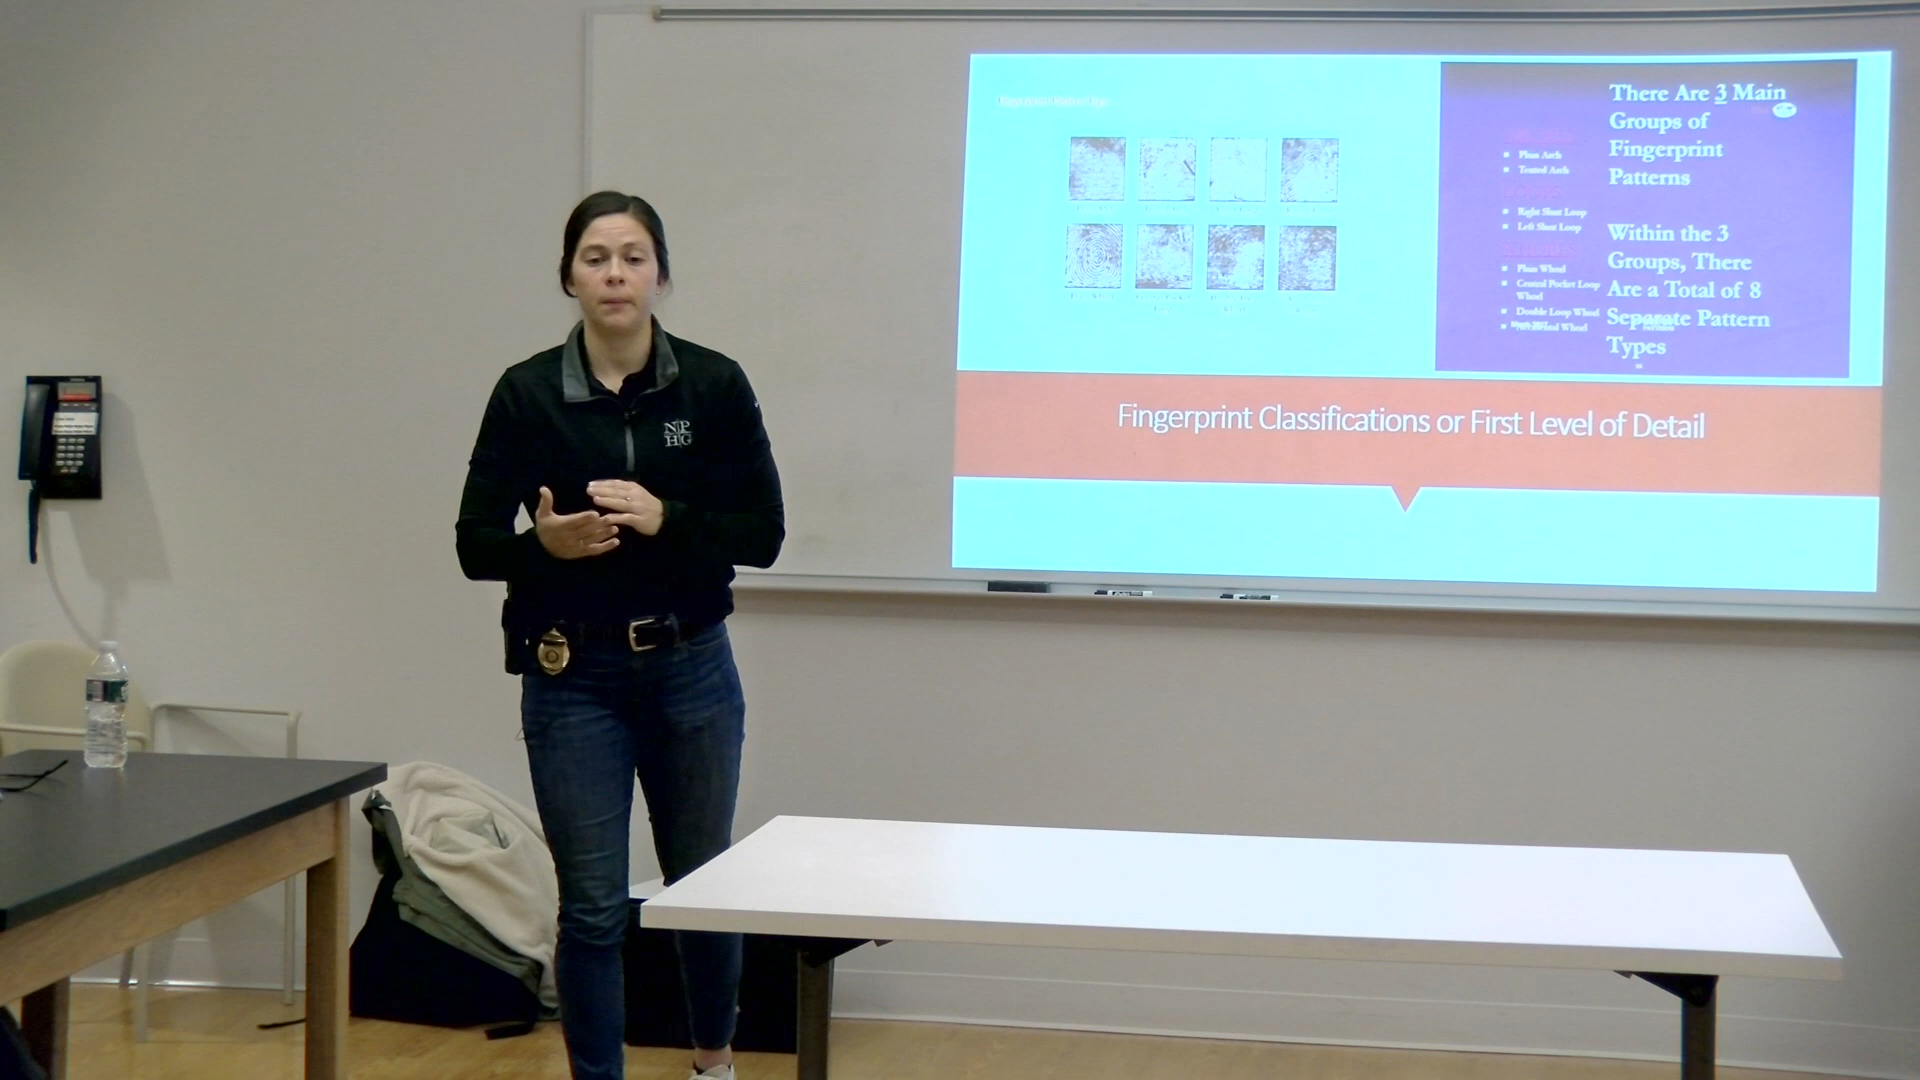 There Are 3 Main
Groups of
Fingerprint
Patterns
Within the 3
Groups, There
Are a Total of 8
Separate Pattern
Types
Plain Arch
Tented Arch
Right Slant Loop
Left Slant Loop
Plain Whorl
Central Pocket Loop
Whorl
Double Loop Whorl
Accidental Whorl
Fingerprint Classifications or First Level of Detail
N P
H G